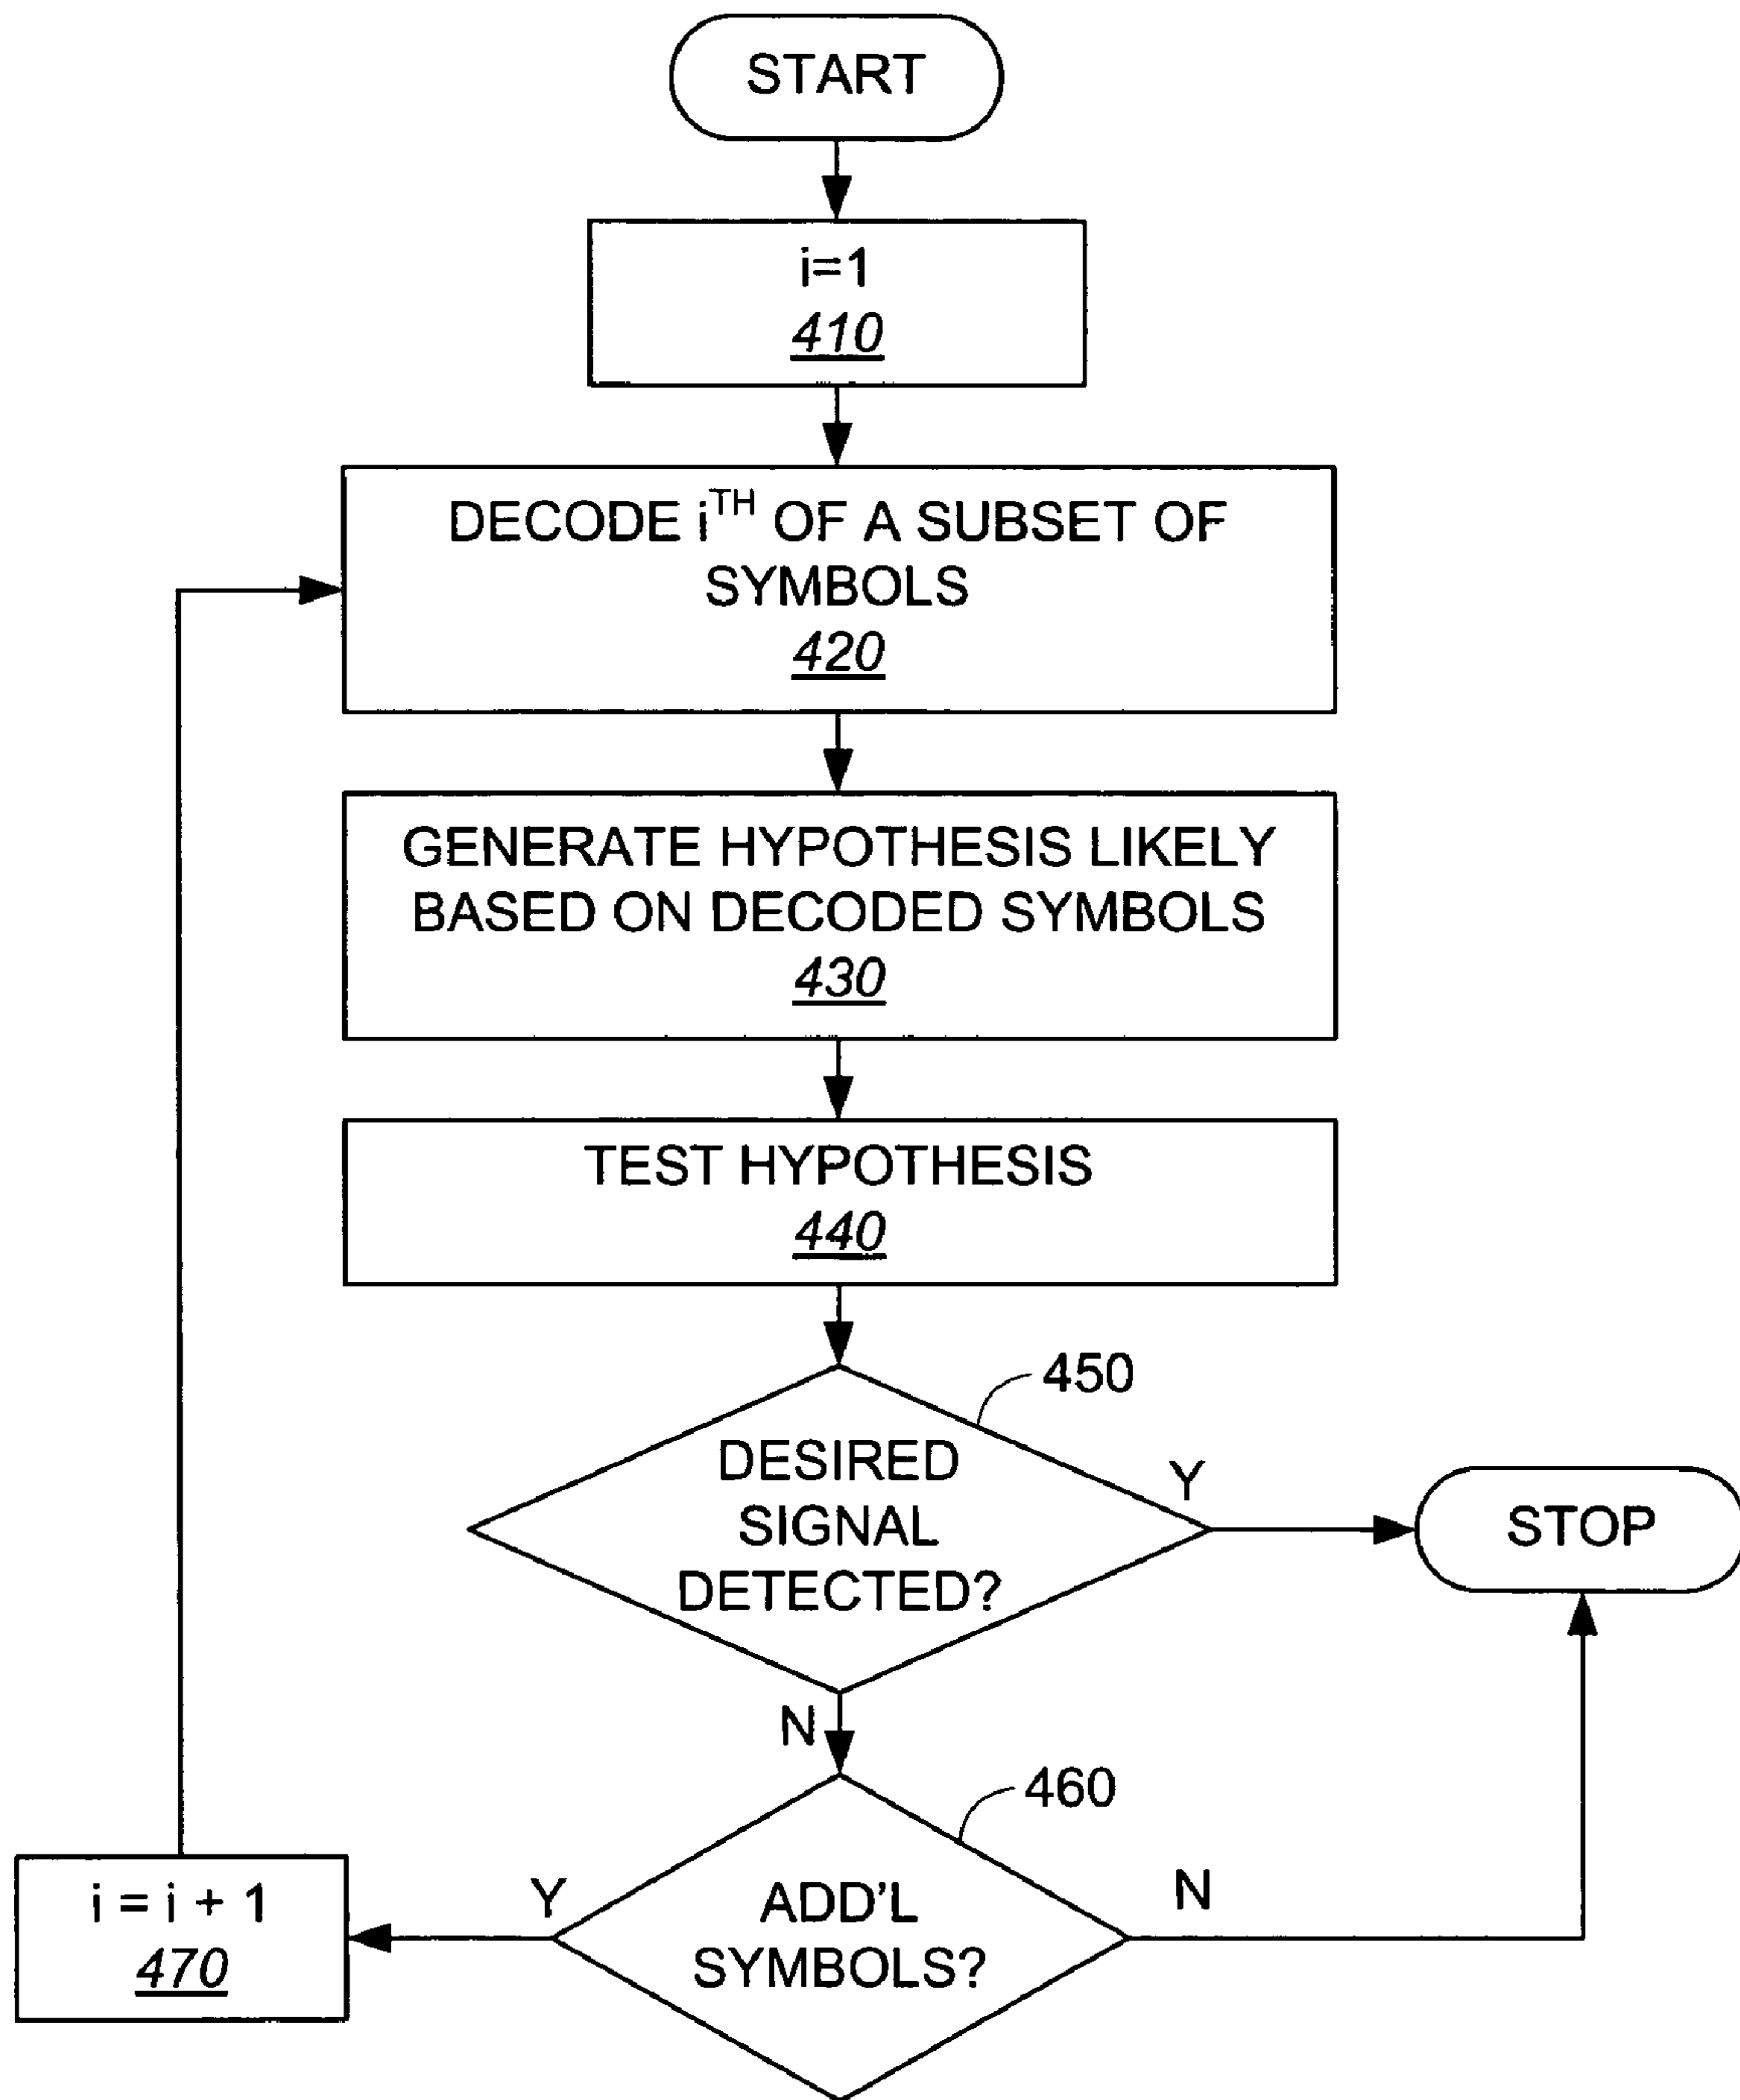 START
i=1
410
DECODE iTH OF A SUBSET OF
SYMBOLS
420
GENERATE HYPOTHESIS LIKELY
BASED ON DECODED SYMBOLS
430
TEST HYPOTHESIS
440
450
DESIRED
SIGNAL
DETECTED?
Y
STOP
N
460
ADD'L
SYMBOLS?
Y
N
i = i + 1
470